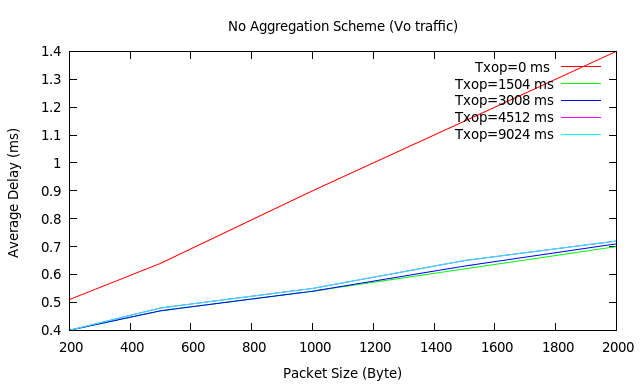 No Aggregation Scheme (Vo traffic)
1.4
1.3
1.2
1.1
1
0.9
0.8
0.7
0.6
0.5
0.4
Average Delay (ms)
Txop=0 ms
Txop=1504 ms
Txop=3008 ms
Txop=4512 ms
Txop=9024 ms
200 400 600 800 1000 1200 1400 1600 1800 2000
Packet Size (Byte)